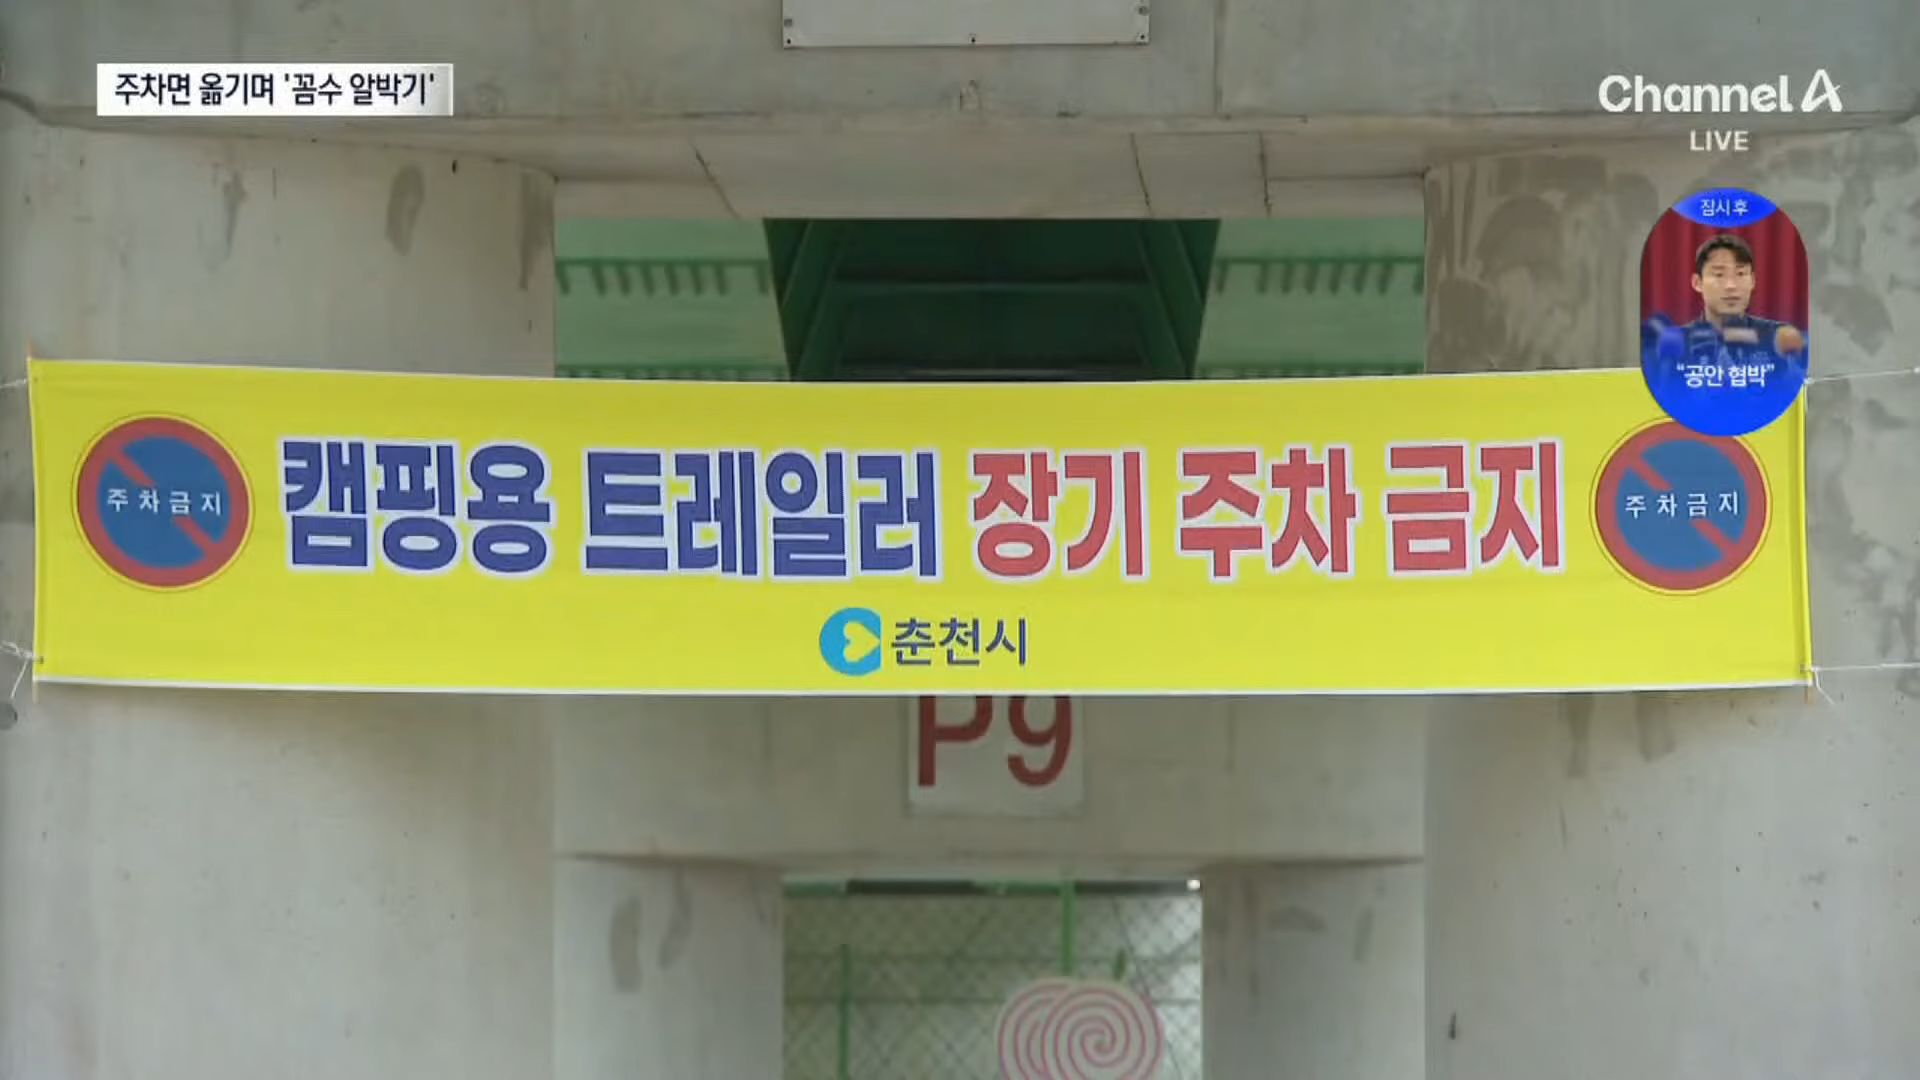 주차면 옮기며 '꼼수 알박기'
Channel A
LIVE
잠시 후
“공안 협박”
주차금지
캠핑용 트레일러 장기 주차 금지
주차금지
춘천시
P9